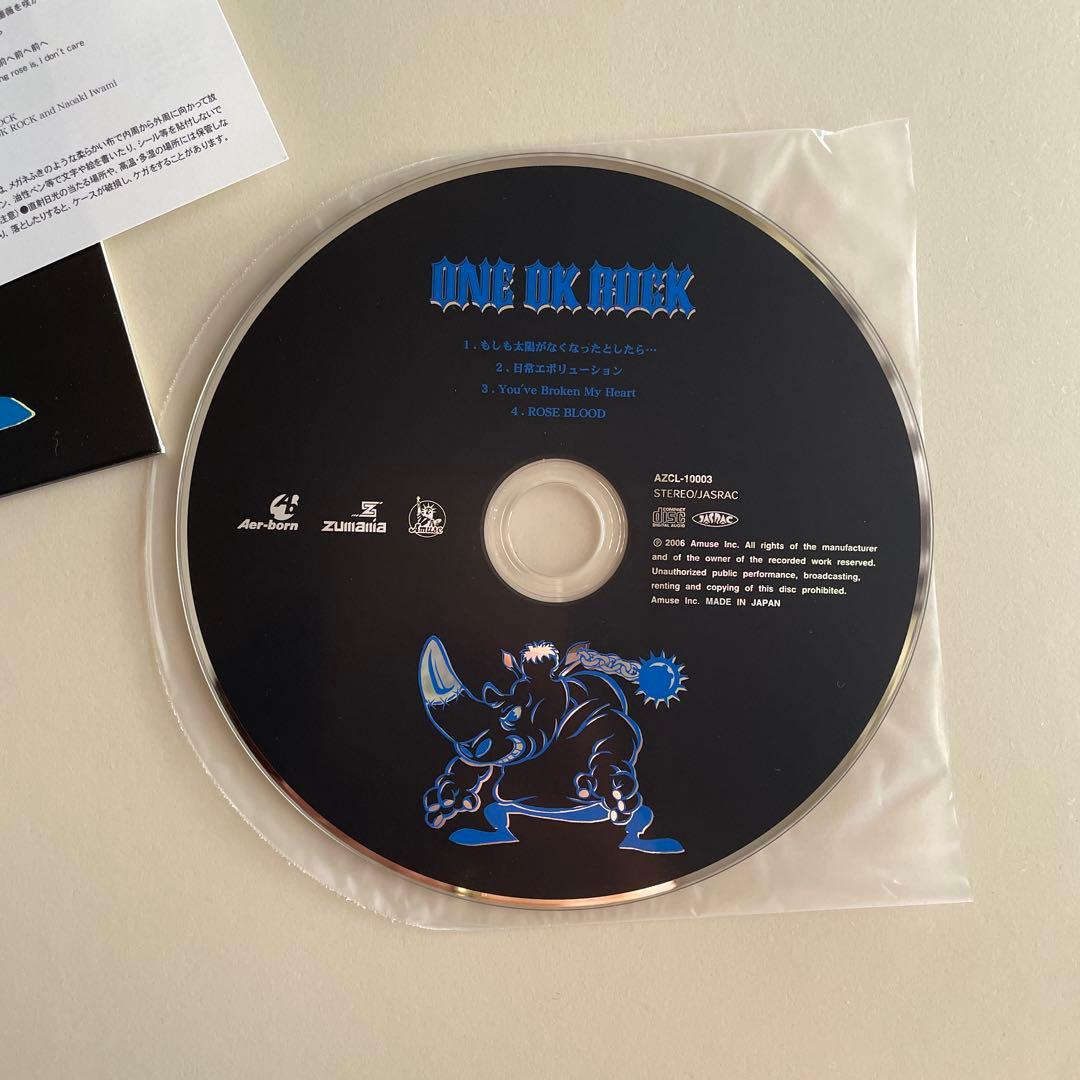 前へ前へ前へ
ng rose is, I don't care
OCK
OK ROCK and Naoaki Iwami
は、メガネふきのような柔らかい布で内周から外周に向かって放
ン、油性ペン等で文字や絵を書いたり、シール等を貼付しないで
注意)●直射日光の当たる場所や、高温・多湿の場所には保管しな
り、落としたりすると、ケースが破損し、ケガをすることがあります。
ONE OK ROCK
1．もしも太陽がなくなったとしたら…
2．日常エボリューション
3．You've Broken My Heart
4．ROSE BLOOD
Aer-born
zumania
Amuse
AZCL-10003
STEREO/JASRAC
COMPACT
disc
DIGITAL AUDIO
JASRAC
Ⓟ 2006 Amuse Inc. All rights of the manufacturer
and of the owner of the recorded work reserved.
Unauthorized public performance, broadcasting,
renting and copying of this disc prohibited.
Amuse Inc. MADE IN JAPAN